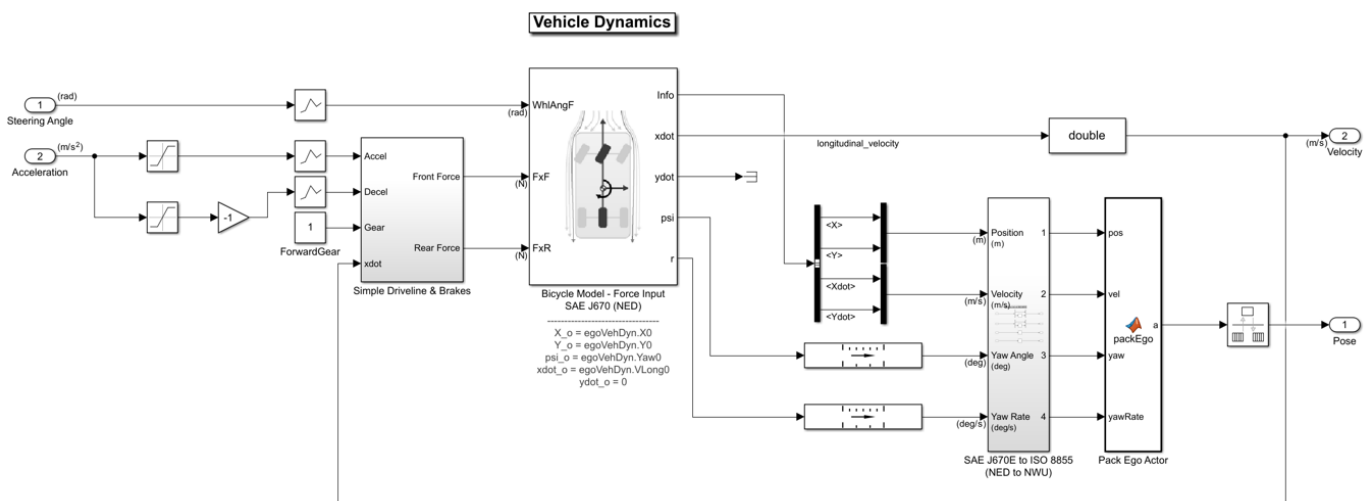 Vehicle Dynamics
1
(rad)
Steering Angle
2
(m/s²)
Acceleration
-1
1
ForwardGear
Accel
Decel
Gear
xdot
Front Force
Rear Force
Simple Driveline & Brakes
(rad)
(N)
(N)
WhlAngF
FxF
FxR
Info
xdot
ydot
psi
r
Bicycle Model - Force Input
SAE J670 (NED)
------------------------------------
X_o = egoVehDyn.X0
Y_o = egoVehDyn.Y0
psi_o = egoVehDyn.Yaw0
xdot_o = egoVehDyn.VLong0
ydot_o = 0
longitudinal_velocity
double
(m/s)
2
Velocity
<X>
<Y>
<Xdot>
<Ydot>
(m)
(m/s)
(deg)
(deg/s)
Position
(m)
Velocity
(m/s)
Yaw Angle
(deg)
Yaw Rate
(deg/s)
1
2
3
4
SAE J670E to ISO 8855
(NED to NWU)
pos
vel
yaw
yawRate
packEgo
a
Pack Ego Actor
1
Pose